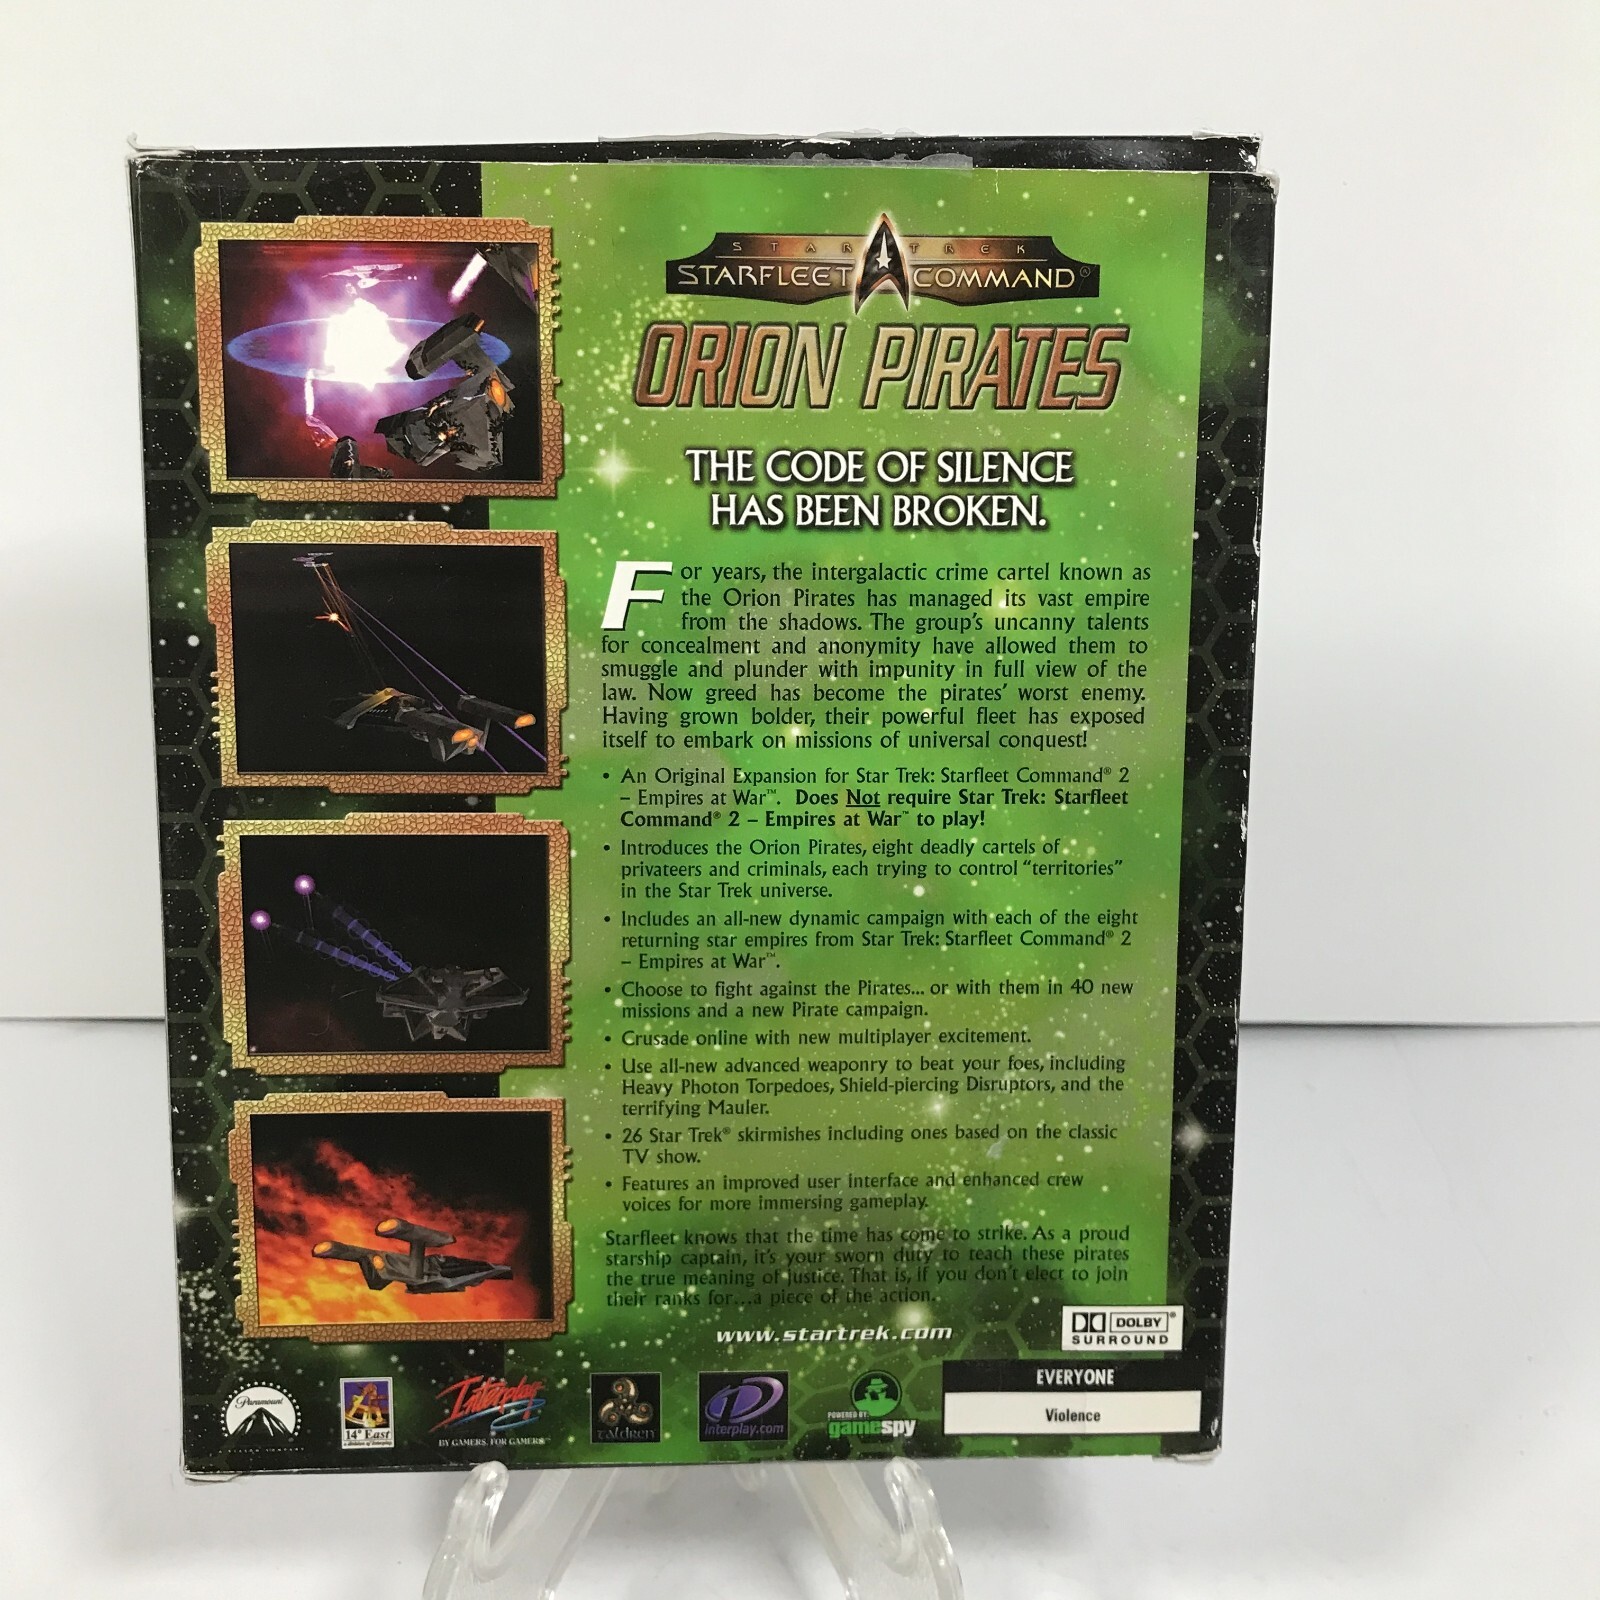 STAR TREK
STARFLEET COMMAND®
ORION PIRATES
THE CODE OF SILENCE
HAS BEEN BROKEN.
For years, the intergalactic crime cartel known as
the Orion Pirates has managed its vast empire
from the shadows. The group's uncanny talents
for concealment and anonymity have allowed them to
smuggle and plunder with impunity in full view of the
law. Now greed has become the pirates' worst enemy.
Having grown bolder, their powerful fleet has exposed
itself to embark on missions of universal conquest!
• An Original Expansion for Star Trek: Starfleet Command® 2
– Empires at War™. Does Not require Star Trek: Starfleet
Command® 2 – Empires at War™ to play!
• Introduces the Orion Pirates, eight deadly cartels of
privateers and criminals, each trying to control “territories”
in the Star Trek universe.
• Includes an all-new dynamic campaign with each of the eight
returning star empires from Star Trek: Starfleet Command® 2
– Empires at War™.
• Choose to fight against the Pirates... or with them in 40 new
missions and a new Pirate campaign.
• Crusade online with new multiplayer excitement.
• Use all-new advanced weaponry to beat your foes, including
Heavy Photon Torpedoes, Shield-piercing Disruptors, and the
terrifying Mauler.
• 26 Star Trek® skirmishes including ones based on the classic
TV show.
• Features an improved user interface and enhanced crew
voices for more immersing gameplay.
Starfleet knows that the time has come to strike. As a proud
starship captain, it's your sworn duty to teach these pirates
the true meaning of justice. That is, if you don't elect to join
their ranks for...a piece of the action.
www.startrek.com
DOLBY®
SURROUND
EVERYONE
Violence
Paramount
14° East
a division of Interplay
Interplay
BY GAMERS. FOR GAMERS.™
taldren
interplay.com
POWERED BY:
gamespy